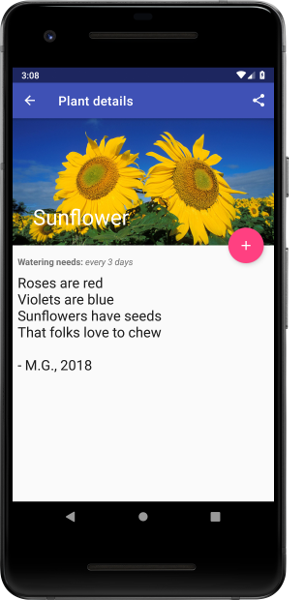 3:08
Plant details
Sunflower
Watering needs: every 3 days
Roses are red
Violets are blue
Sunflowers have seeds
That folks love to chew
- M.G., 2018